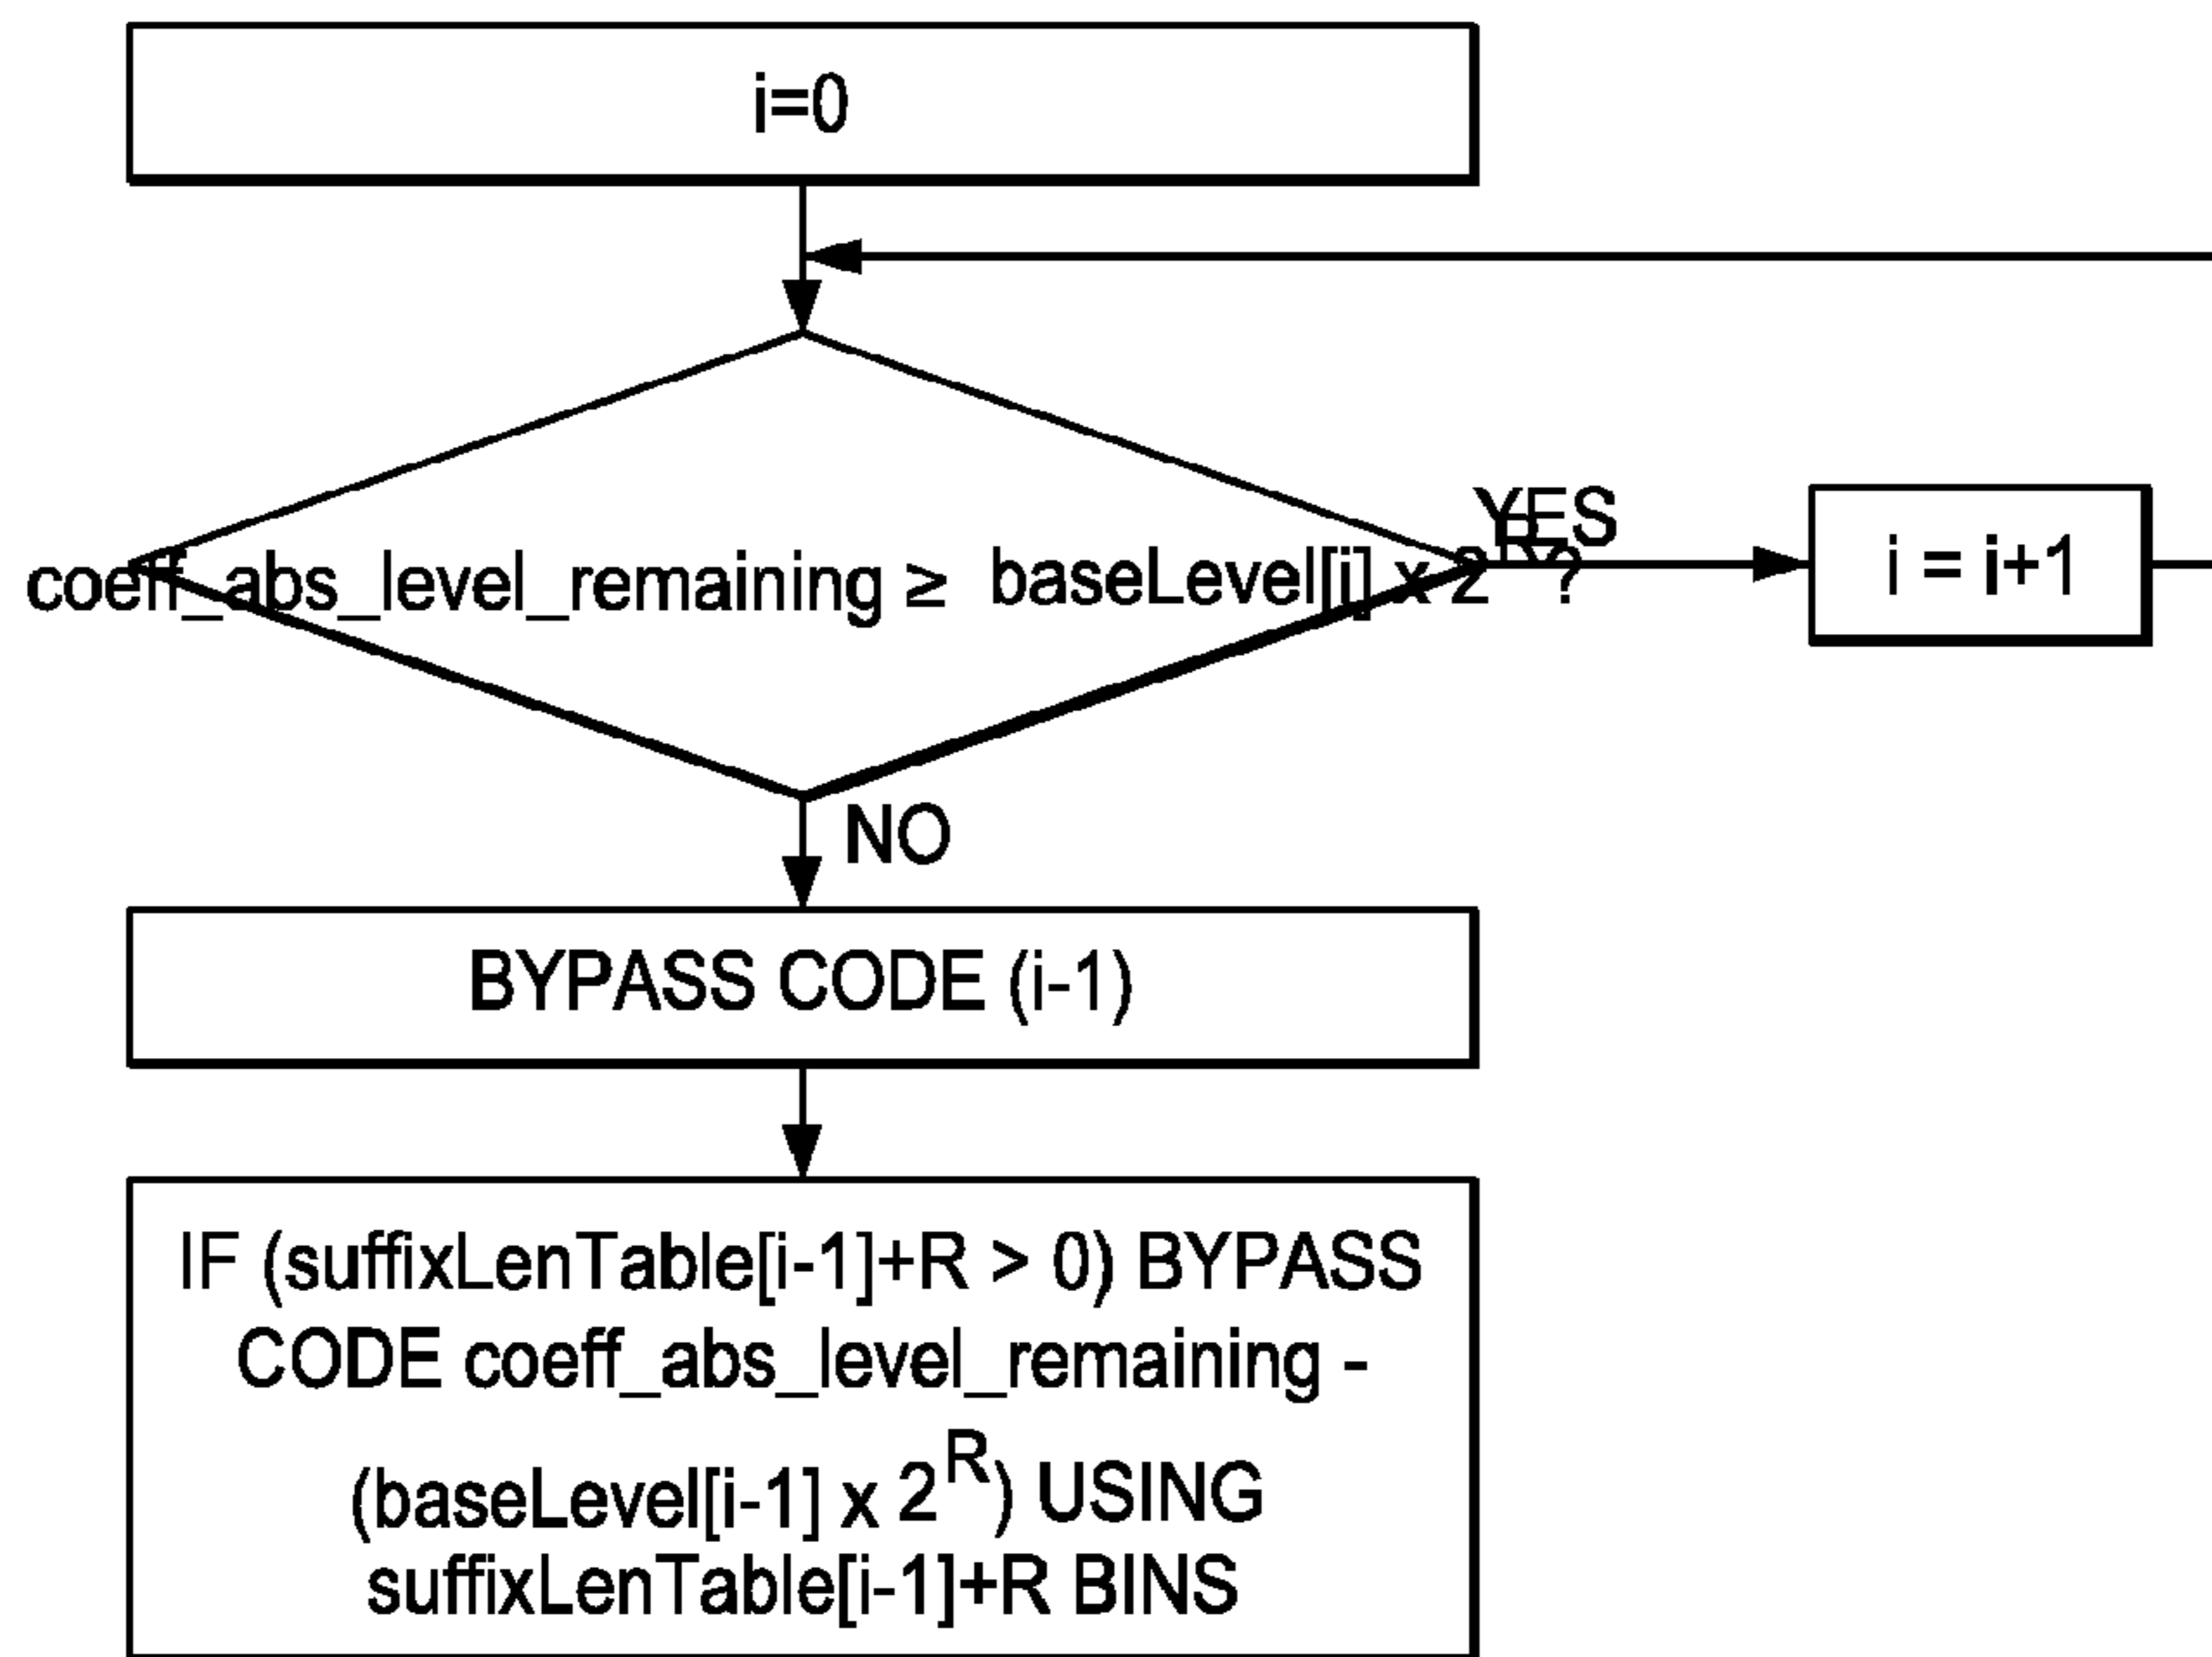 i=0
coeff_abs_level_remaining ≥ baseLevel[i] x 2^R ?
YES
i = i+1
NO
BYPASS CODE (i-1)
IF (suffixLenTable[i-1]+R > 0) BYPASS
CODE coeff_abs_level_remaining -
(baseLevel[i-1] x 2^R) USING
suffixLenTable[i-1]+R BINS